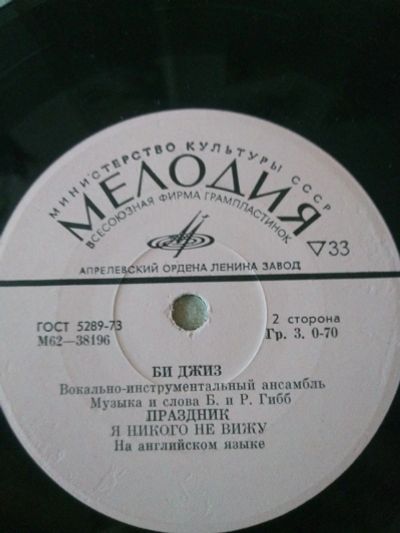 МИНИСТЕРСТВО КУЛЬТУРЫ СССР
МЕЛОДИЯ
ВСЕСОЮЗНАЯ ФИРМА ГРАМПЛАСТИНОК
33
АПРЕЛЕВСКИЙ ОРДЕНА ЛЕНИНА ЗАВОД
ГОСТ 5289-73
М62—38196
2 сторона
Гр. 3. 0-70
БИ ДЖИЗ
Вокально-инструментальный ансамбль
Музыка и слова Б. и Р. Гибб
ПРАЗДНИК
Я НИКОГО НЕ ВИЖУ
На английском языке